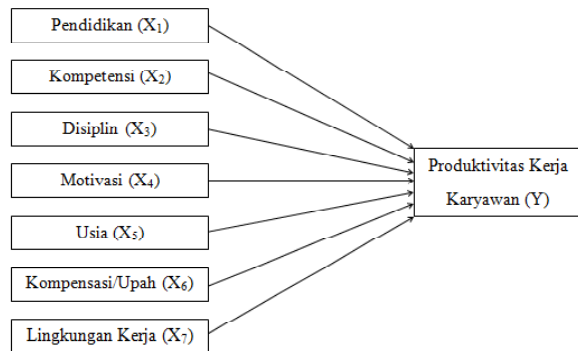 Pendidikan (X₁)
Kompetensi (X₂)
Disiplin (X₃)
Motivasi (X₄)
Usia (X₅)
Kompensasi/Upah (X₆)
Lingkungan Kerja (X₇)
Produktivitas Kerja
Karyawan (Y)